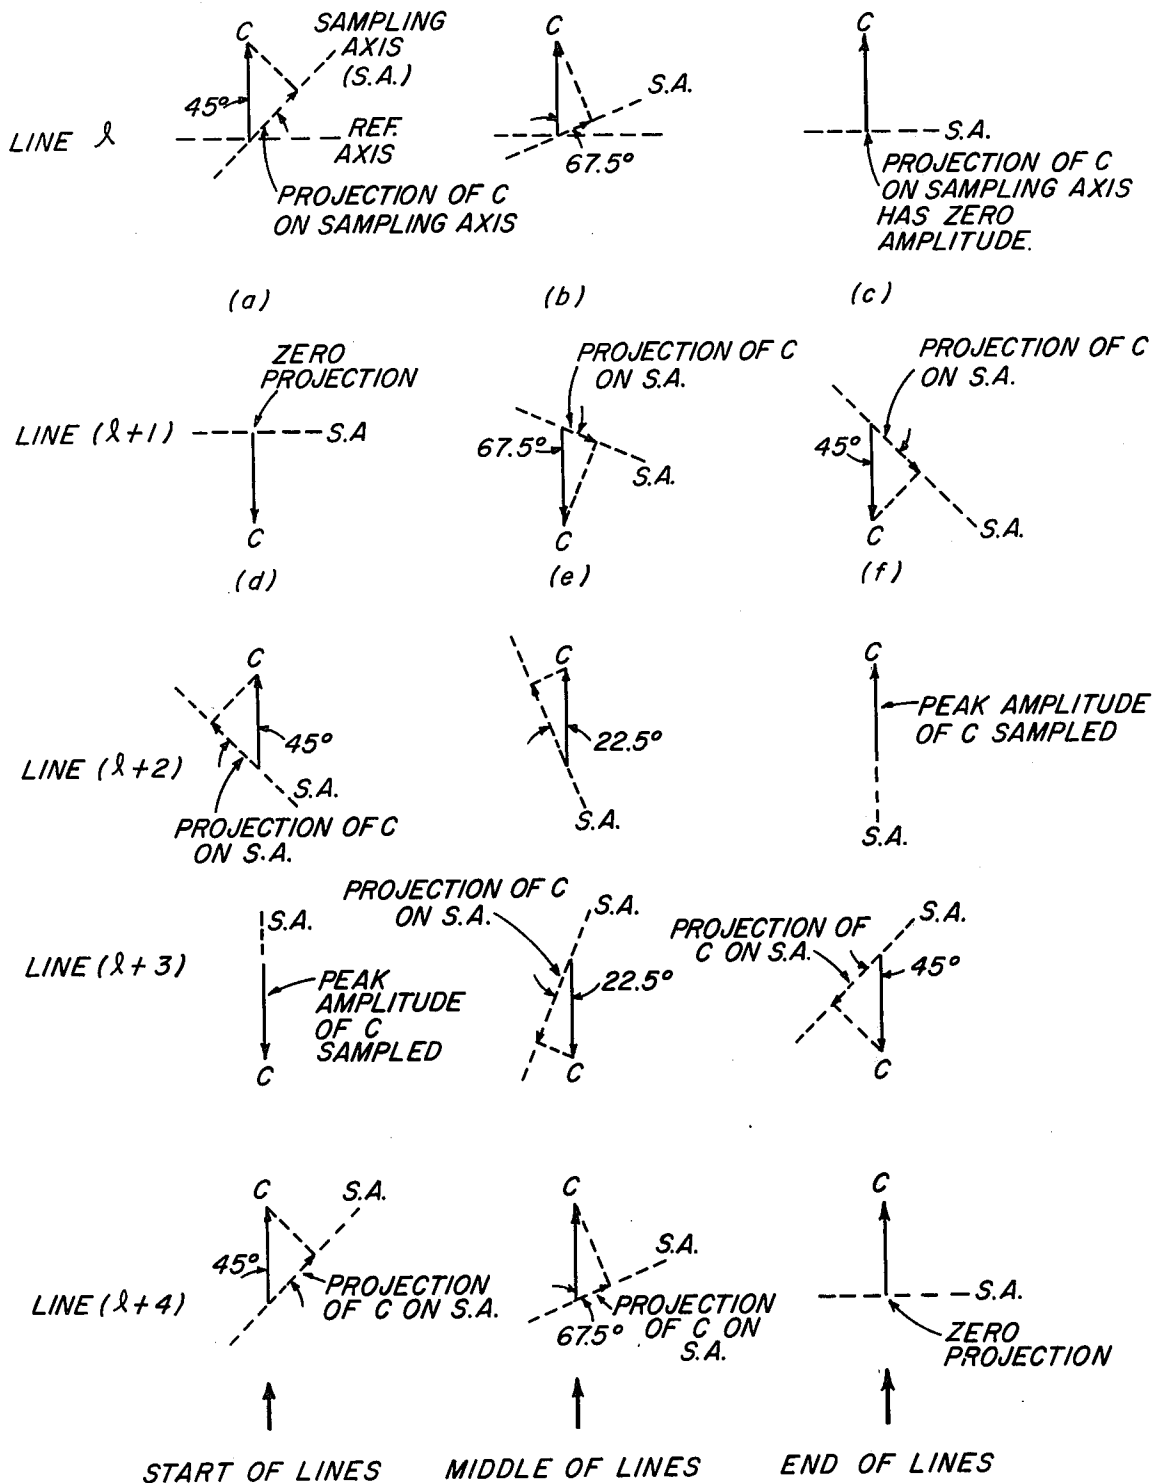 C
SAMPLING
AXIS
(S.A.)
45°
LINE ℓ
REF.
AXIS
PROJECTION OF C
ON SAMPLING AXIS
(a)
C
S.A.
67.5°
(b)
C
S.A.
PROJECTION OF C
ON SAMPLING AXIS
HAS ZERO
AMPLITUDE.
(c)
LINE (ℓ+1)
ZERO
PROJECTION
S.A
C
(d)
PROJECTION OF C
ON S.A.
67.5°
S.A.
C
(e)
PROJECTION OF C
ON S.A.
45°
S.A.
C
(f)
LINE (ℓ+2)
C
45°
S.A.
PROJECTION OF C
ON S.A.
C
22.5°
S.A.
C
PEAK AMPLITUDE
OF C SAMPLED
S.A.
LINE (ℓ+3)
S.A.
PEAK
AMPLITUDE
OF C
SAMPLED
C
PROJECTION OF C
ON S.A.
S.A.
22.5°
C
PROJECTION OF
C ON S.A.
S.A.
45°
C
LINE (ℓ+4)
C
S.A.
45°
PROJECTION
OF C ON S.A.
C
S.A.
67.5°
PROJECTION
OF C ON
S.A.
C
S.A.
ZERO
PROJECTION
START OF LINES
MIDDLE OF LINES
END OF LINES